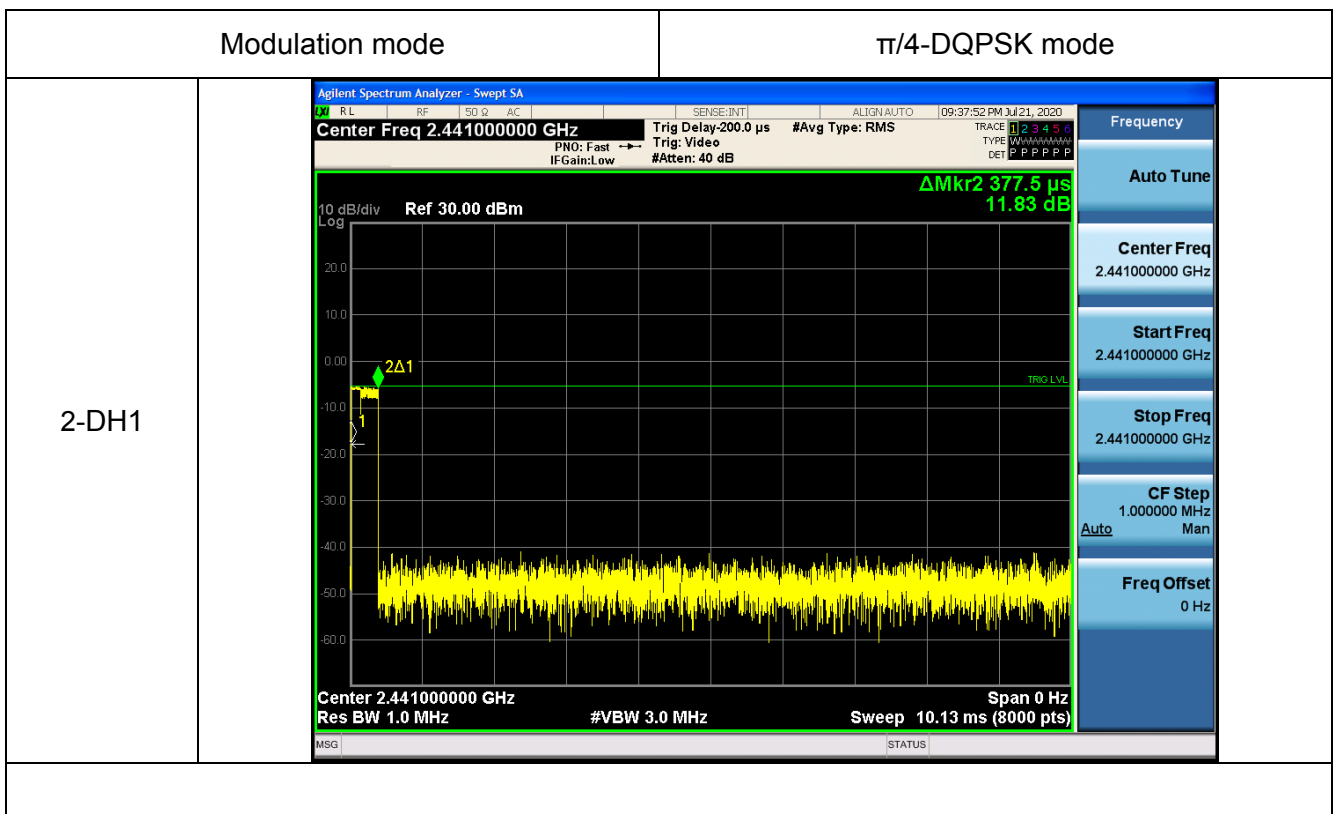 Modulation mode
π/4-DQPSK mode
2-DH1
Agilent Spectrum Analyzer - Swept SA
LXI RL RF 50 Ω AC SENSE:INT ALIGN AUTO 09:37:52 PM Jul 21, 2020
Center Freq 2.441000000 GHz
PNO: Fast
IFGain:Low
Trig Delay-200.0 µs
Trig: Video
#Atten: 40 dB
#Avg Type: RMS
TRACE 1 2 3 4 5 6
TYPE WWWWWW
DET P P P P P P
ΔMkr2 377.5 µs
11.83 dB
10 dB/div Ref 30.00 dBm
Log
20.0
10.0
0.00
-10.0
-20.0
-30.0
-40.0
-50.0
-60.0
2Δ1
1
TRIG LVL
Center 2.441000000 GHz
Span 0 Hz
Res BW 1.0 MHz
#VBW 3.0 MHz
Sweep 10.13 ms (8000 pts)
MSG
STATUS
Frequency
Auto Tune
Center Freq
2.441000000 GHz
Start Freq
2.441000000 GHz
Stop Freq
2.441000000 GHz
CF Step
1.000000 MHz
Auto Man
Freq Offset
0 Hz